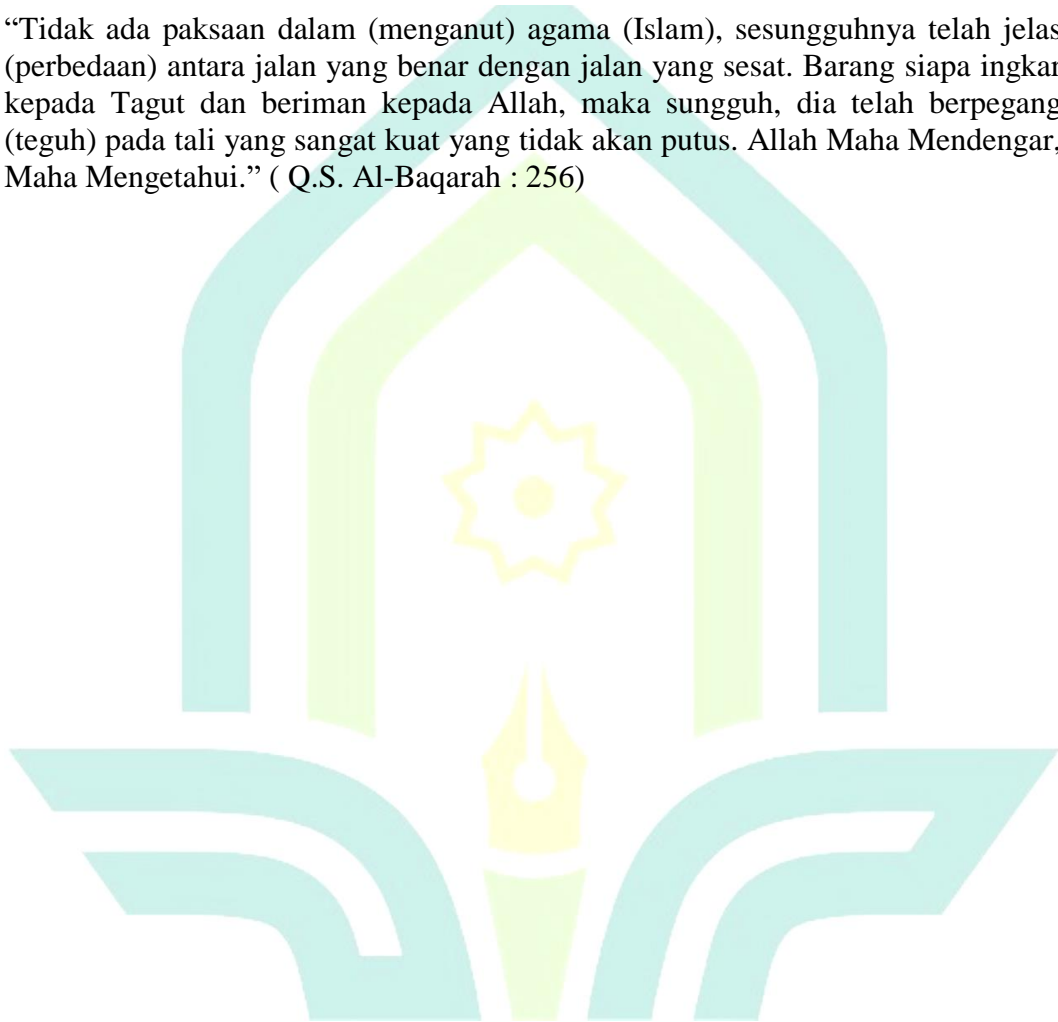 “Tidak ada paksaan dalam (menganut) agama (Islam), sesungguhnya telah jelas
(perbedaan) antara jalan yang benar dengan jalan yang sesat. Barang siapa ingkar
kepada Tagut dan beriman kepada Allah, maka sungguh, dia telah berpegang
(teguh) pada tali yang sangat kuat yang tidak akan putus. Allah Maha Mendengar,
Maha Mengetahui.” ( Q.S. Al-Baqarah : 256)